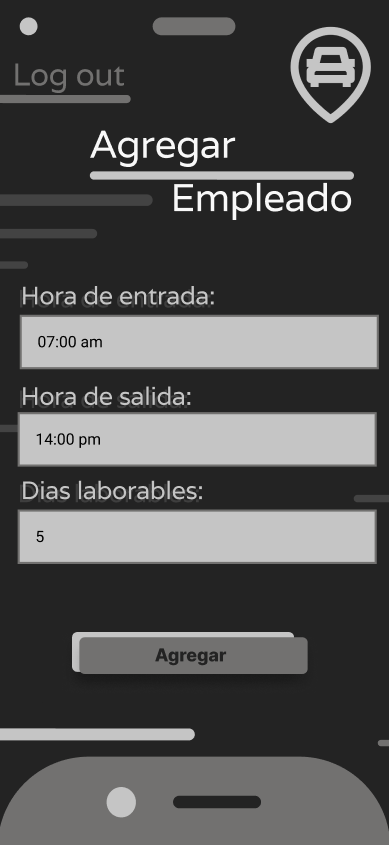 Log out
Agregar
Empleado
Hora de entrada:
07:00 am
Hora de salida:
14:00 pm
Dias laborables:
5
Agregar